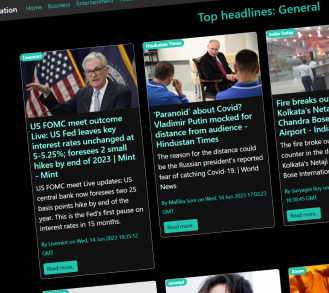 Home Business Entertainment
Top headlines: General
Livemint
US FOMC meet outcome
Live: US Fed leaves key
interest rates unchanged at
5-5.25%; foresees 2 small
hikes by end of 2023 | Mint
- Mint
US FOMC meet Live updates: US
central bank now foresees two 25
basis points hike by end of the
year. This is the Fed's first pause on
interest rates in 15 months.
By Livemint on Wed, 14 Jun 2023 18:35:12
GMT
Read more..
Hindustan Times
'Paranoid' about Covid?
Vladimir Putin mocked for
distance from audience -
Hindustan Times
The reason for the distance could
be the Russian president's reported
fear of catching Covid-19. | World
News
By Mallika Soni on Wed, 14 Jun 2023 17:03:23
GMT
Read more..
India Today
Fire breaks ou
Kolkata's Neta
Chandra Bose
Airport - India
The fire broke o
counter in the d
Kolkata's Netaji
Bose Internation
By Suryagni Roy on
16:18:45 GMT
Read more..
Zoom